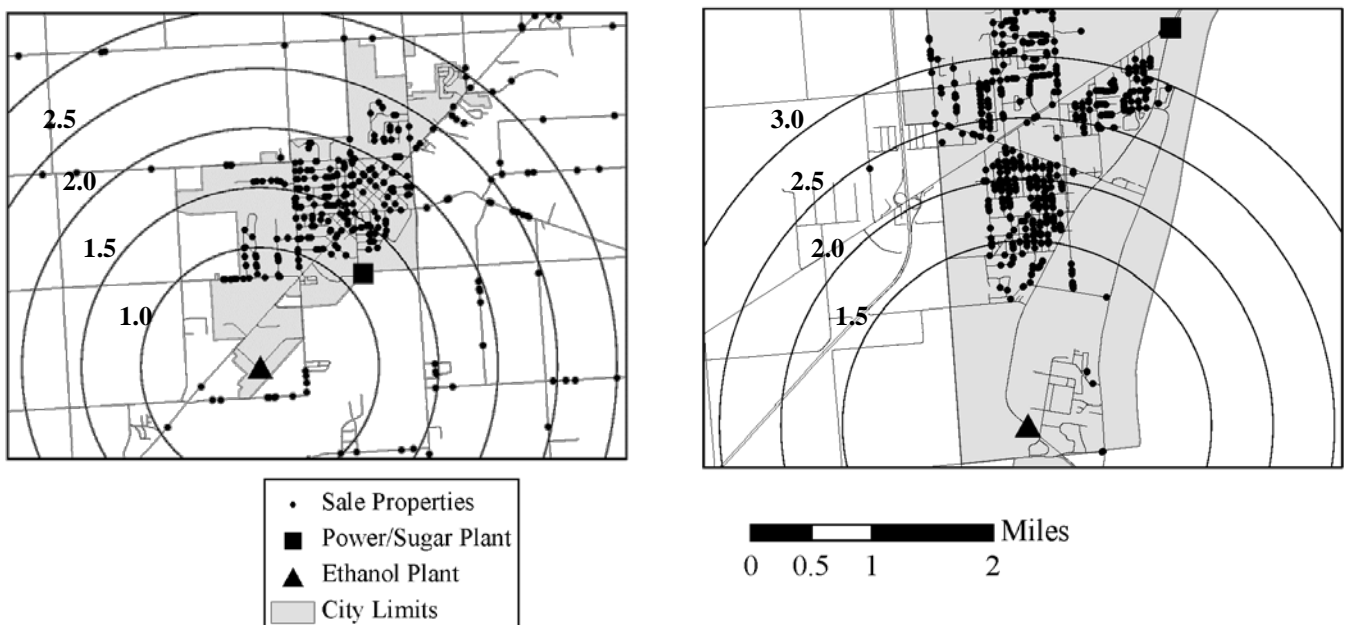 2.5
2.0
1.5
1.0
3.0
2.5
2.0
1.5
Sale Properties
Power/Sugar Plant
Ethanol Plant
City Limits
Miles
0 0.5 1 2